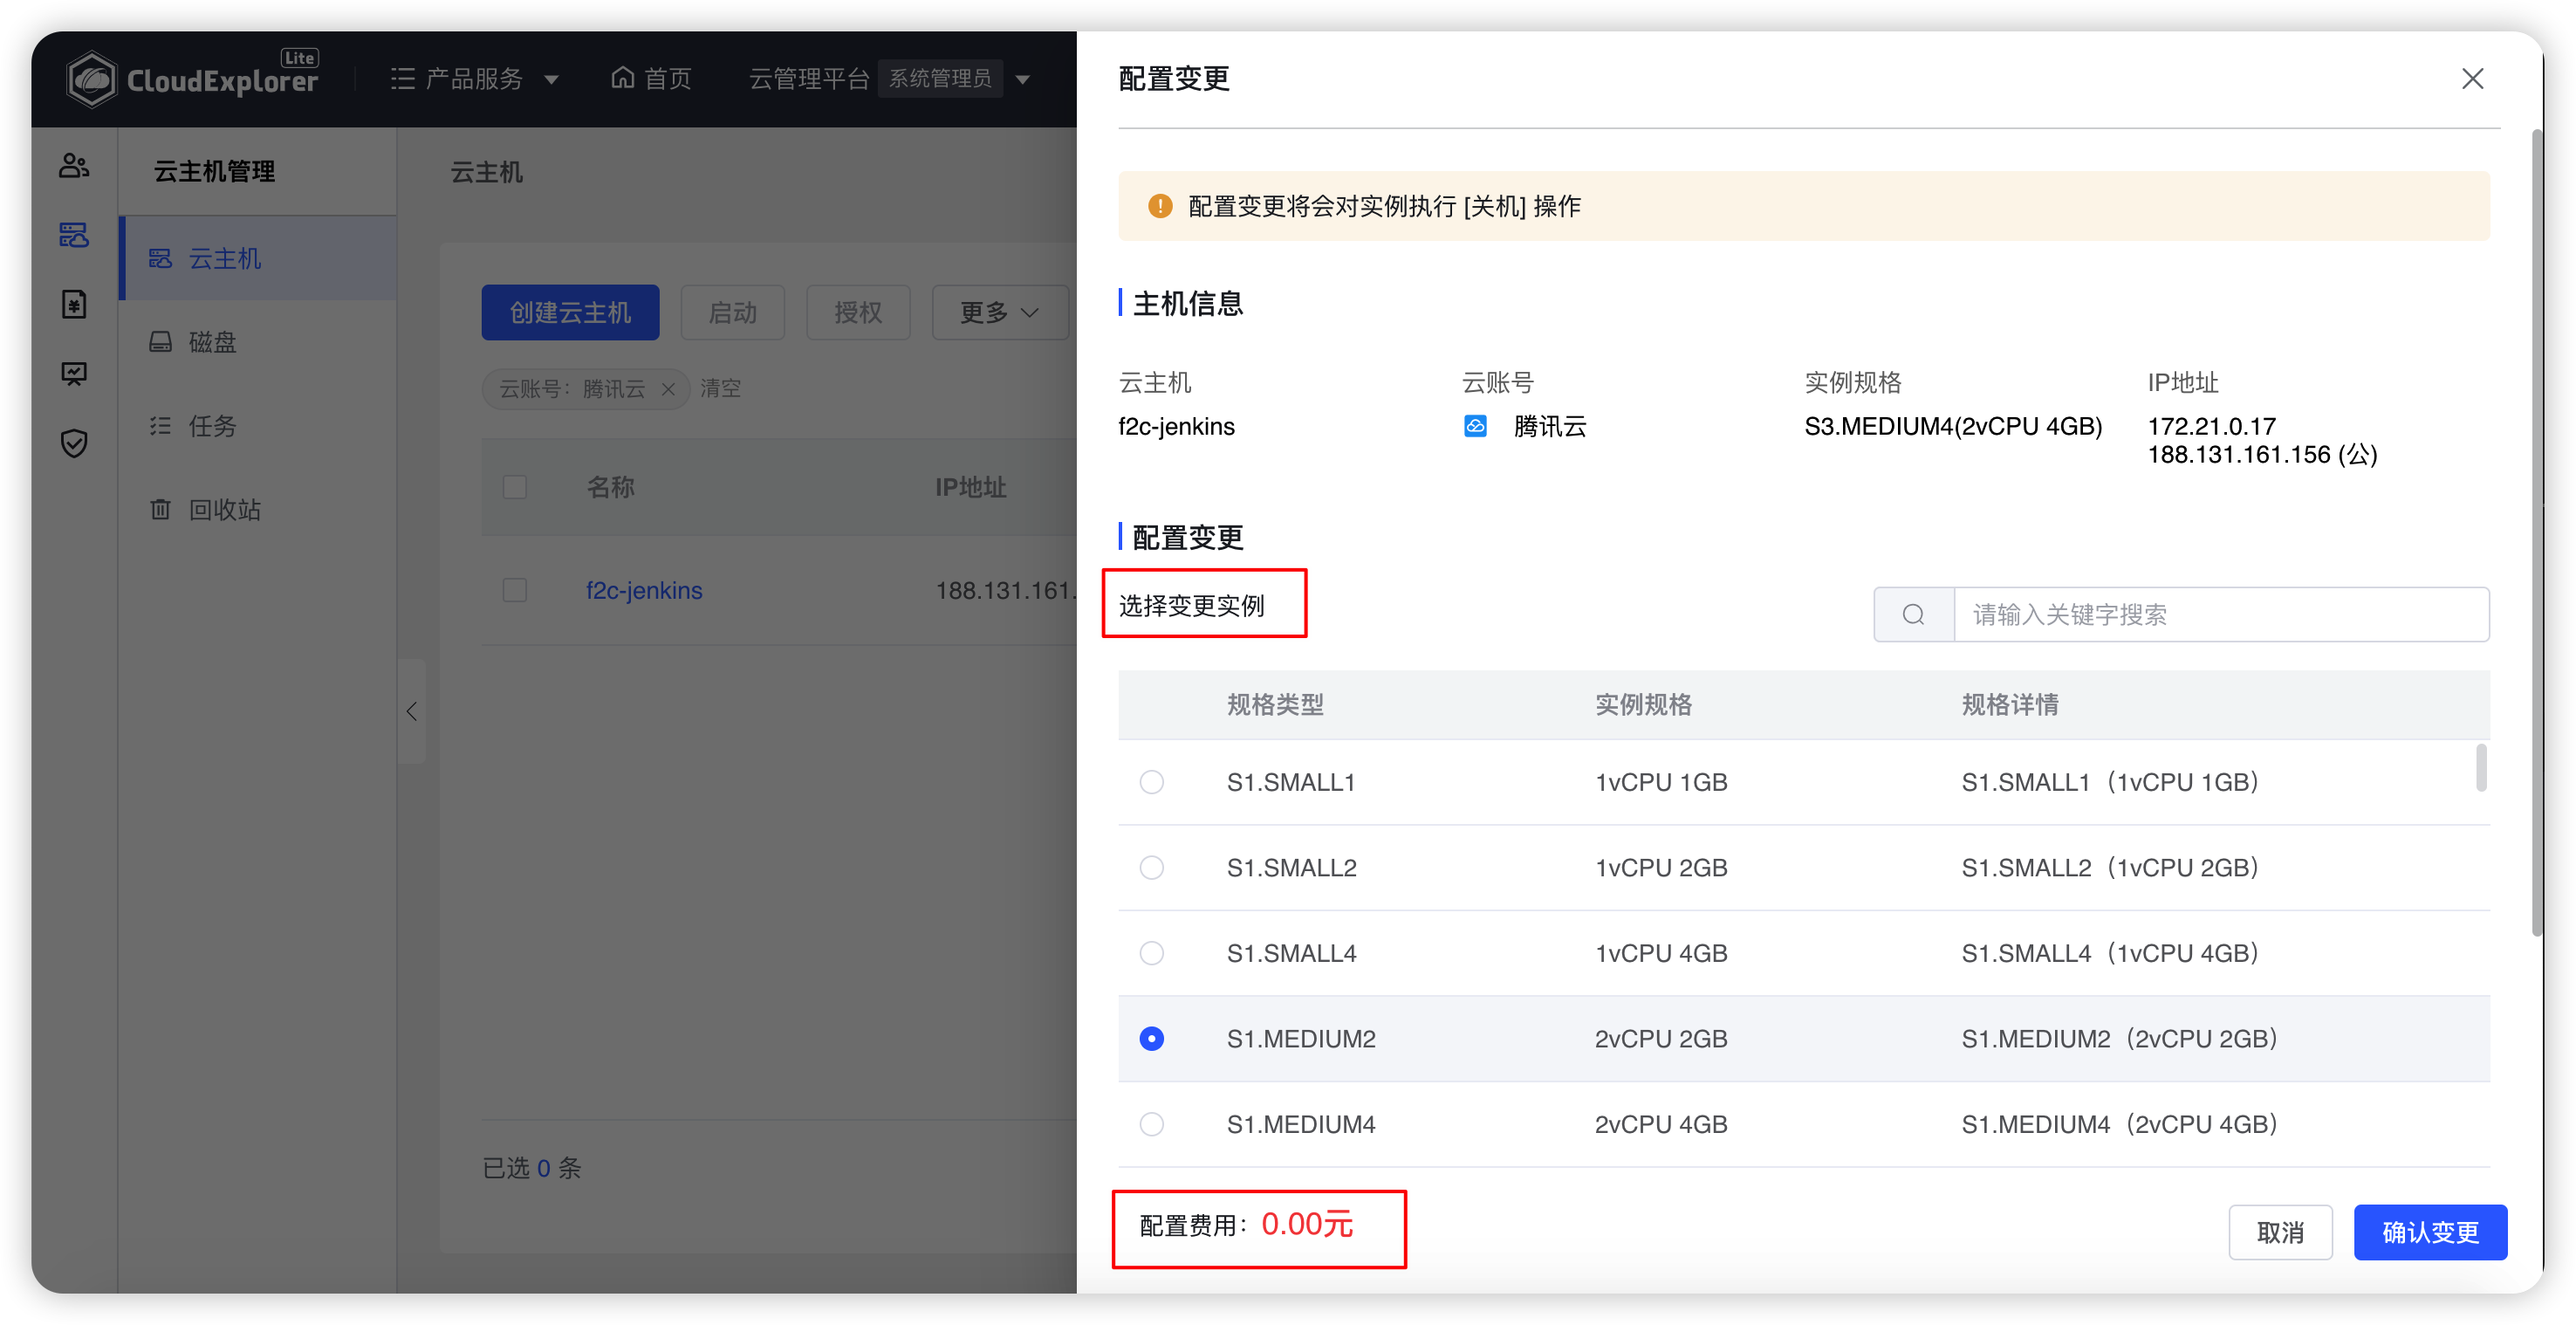 CloudExplorer Lite
产品服务
首页
云管理平台 系统管理员
云主机管理
云主机
磁盘
任务
回收站
云主机
创建云主机 启动 授权 更多
云账号：腾讯云 清空
名称 IP地址
f2c-jenkins 188.131.161.
已选 0 条
配置变更
配置变更将会对实例执行 [关机] 操作
主机信息
云主机 云账号 实例规格 IP地址
f2c-jenkins 腾讯云 S3.MEDIUM4(2vCPU 4GB) 172.21.0.17
188.131.161.156 (公)
配置变更
选择变更实例
请输入关键字搜索
规格类型 实例规格 规格详情
S1.SMALL1 1vCPU 1GB S1.SMALL1（1vCPU 1GB）
S1.SMALL2 1vCPU 2GB S1.SMALL2（1vCPU 2GB）
S1.SMALL4 1vCPU 4GB S1.SMALL4（1vCPU 4GB）
S1.MEDIUM2 2vCPU 2GB S1.MEDIUM2（2vCPU 2GB）
S1.MEDIUM4 2vCPU 4GB S1.MEDIUM4（2vCPU 4GB）
配置费用：0.00元
取消 确认变更